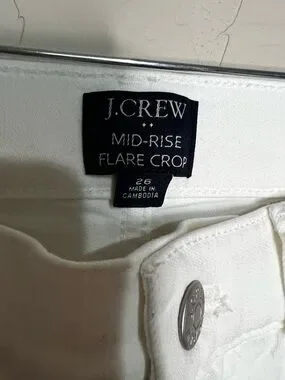 J.CREW
MID-RISE
FLARE CROP
26
MADE IN
CAMBODIA